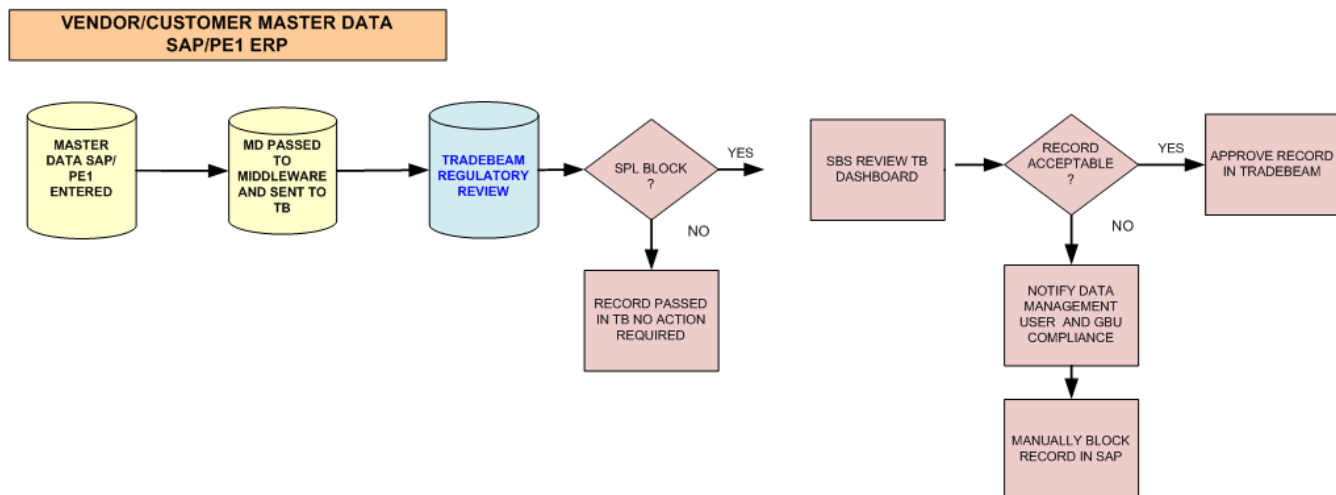 VENDOR/CUSTOMER MASTER DATA
SAP/PE1 ERP
MASTER
DATA SAP/
PE1
ENTERED
MD PASSED
TO
MIDDLEWARE
AND SENT TO
TB
TRADEBEAM
REGULATORY
REVIEW
SPL BLOCK
?
YES
NO
RECORD PASSED
IN TB NO ACTION
REQUIRED
SBS REVIEW TB
DASHBOARD
RECORD
ACCEPTABLE
?
YES
APPROVE RECORD
IN TRADEBEAM
NO
NOTIFY DATA
MANAGEMENT
USER AND GBU
COMPLIANCE
MANUALLY BLOCK
RECORD IN SAP